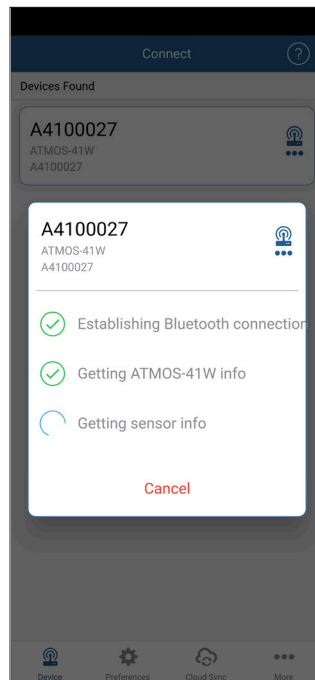 Connect
?
Devices Found
A4100027
ATMOS-41W
A4100027
A4100027
ATMOS-41W
A4100027
Establishing Bluetooth connection
Getting ATMOS-41W info
Getting sensor info
Cancel
Device Preferences Cloud Sync More